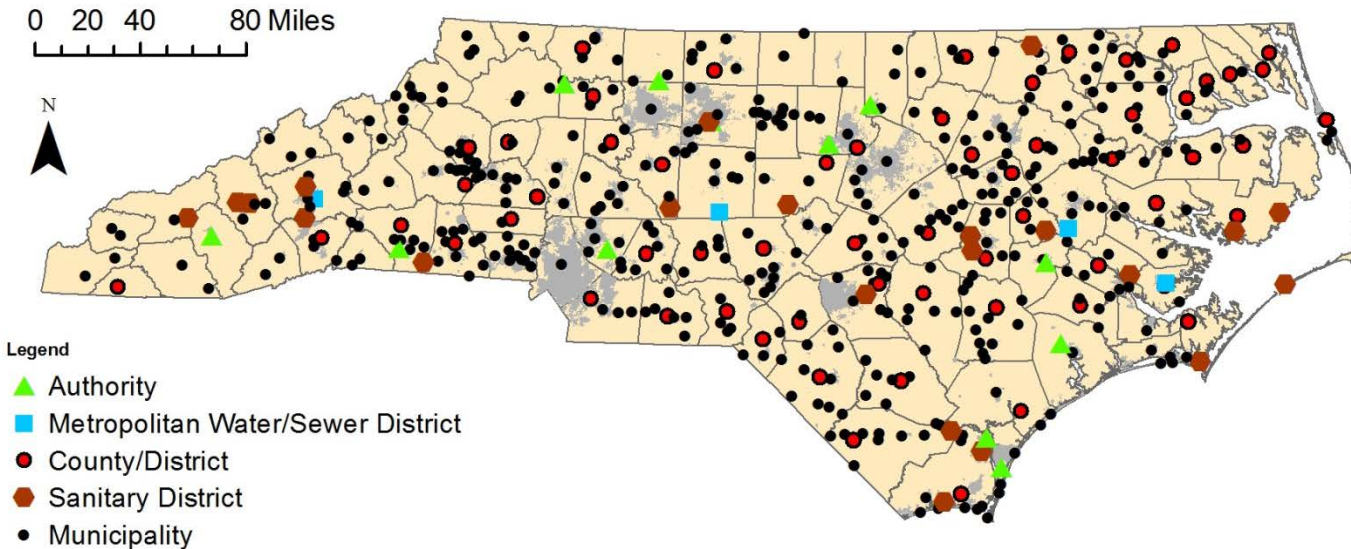 0 20 40 80 Miles
N
Legend
Authority
Metropolitan Water/Sewer District
County/District
Sanitary District
Municipality